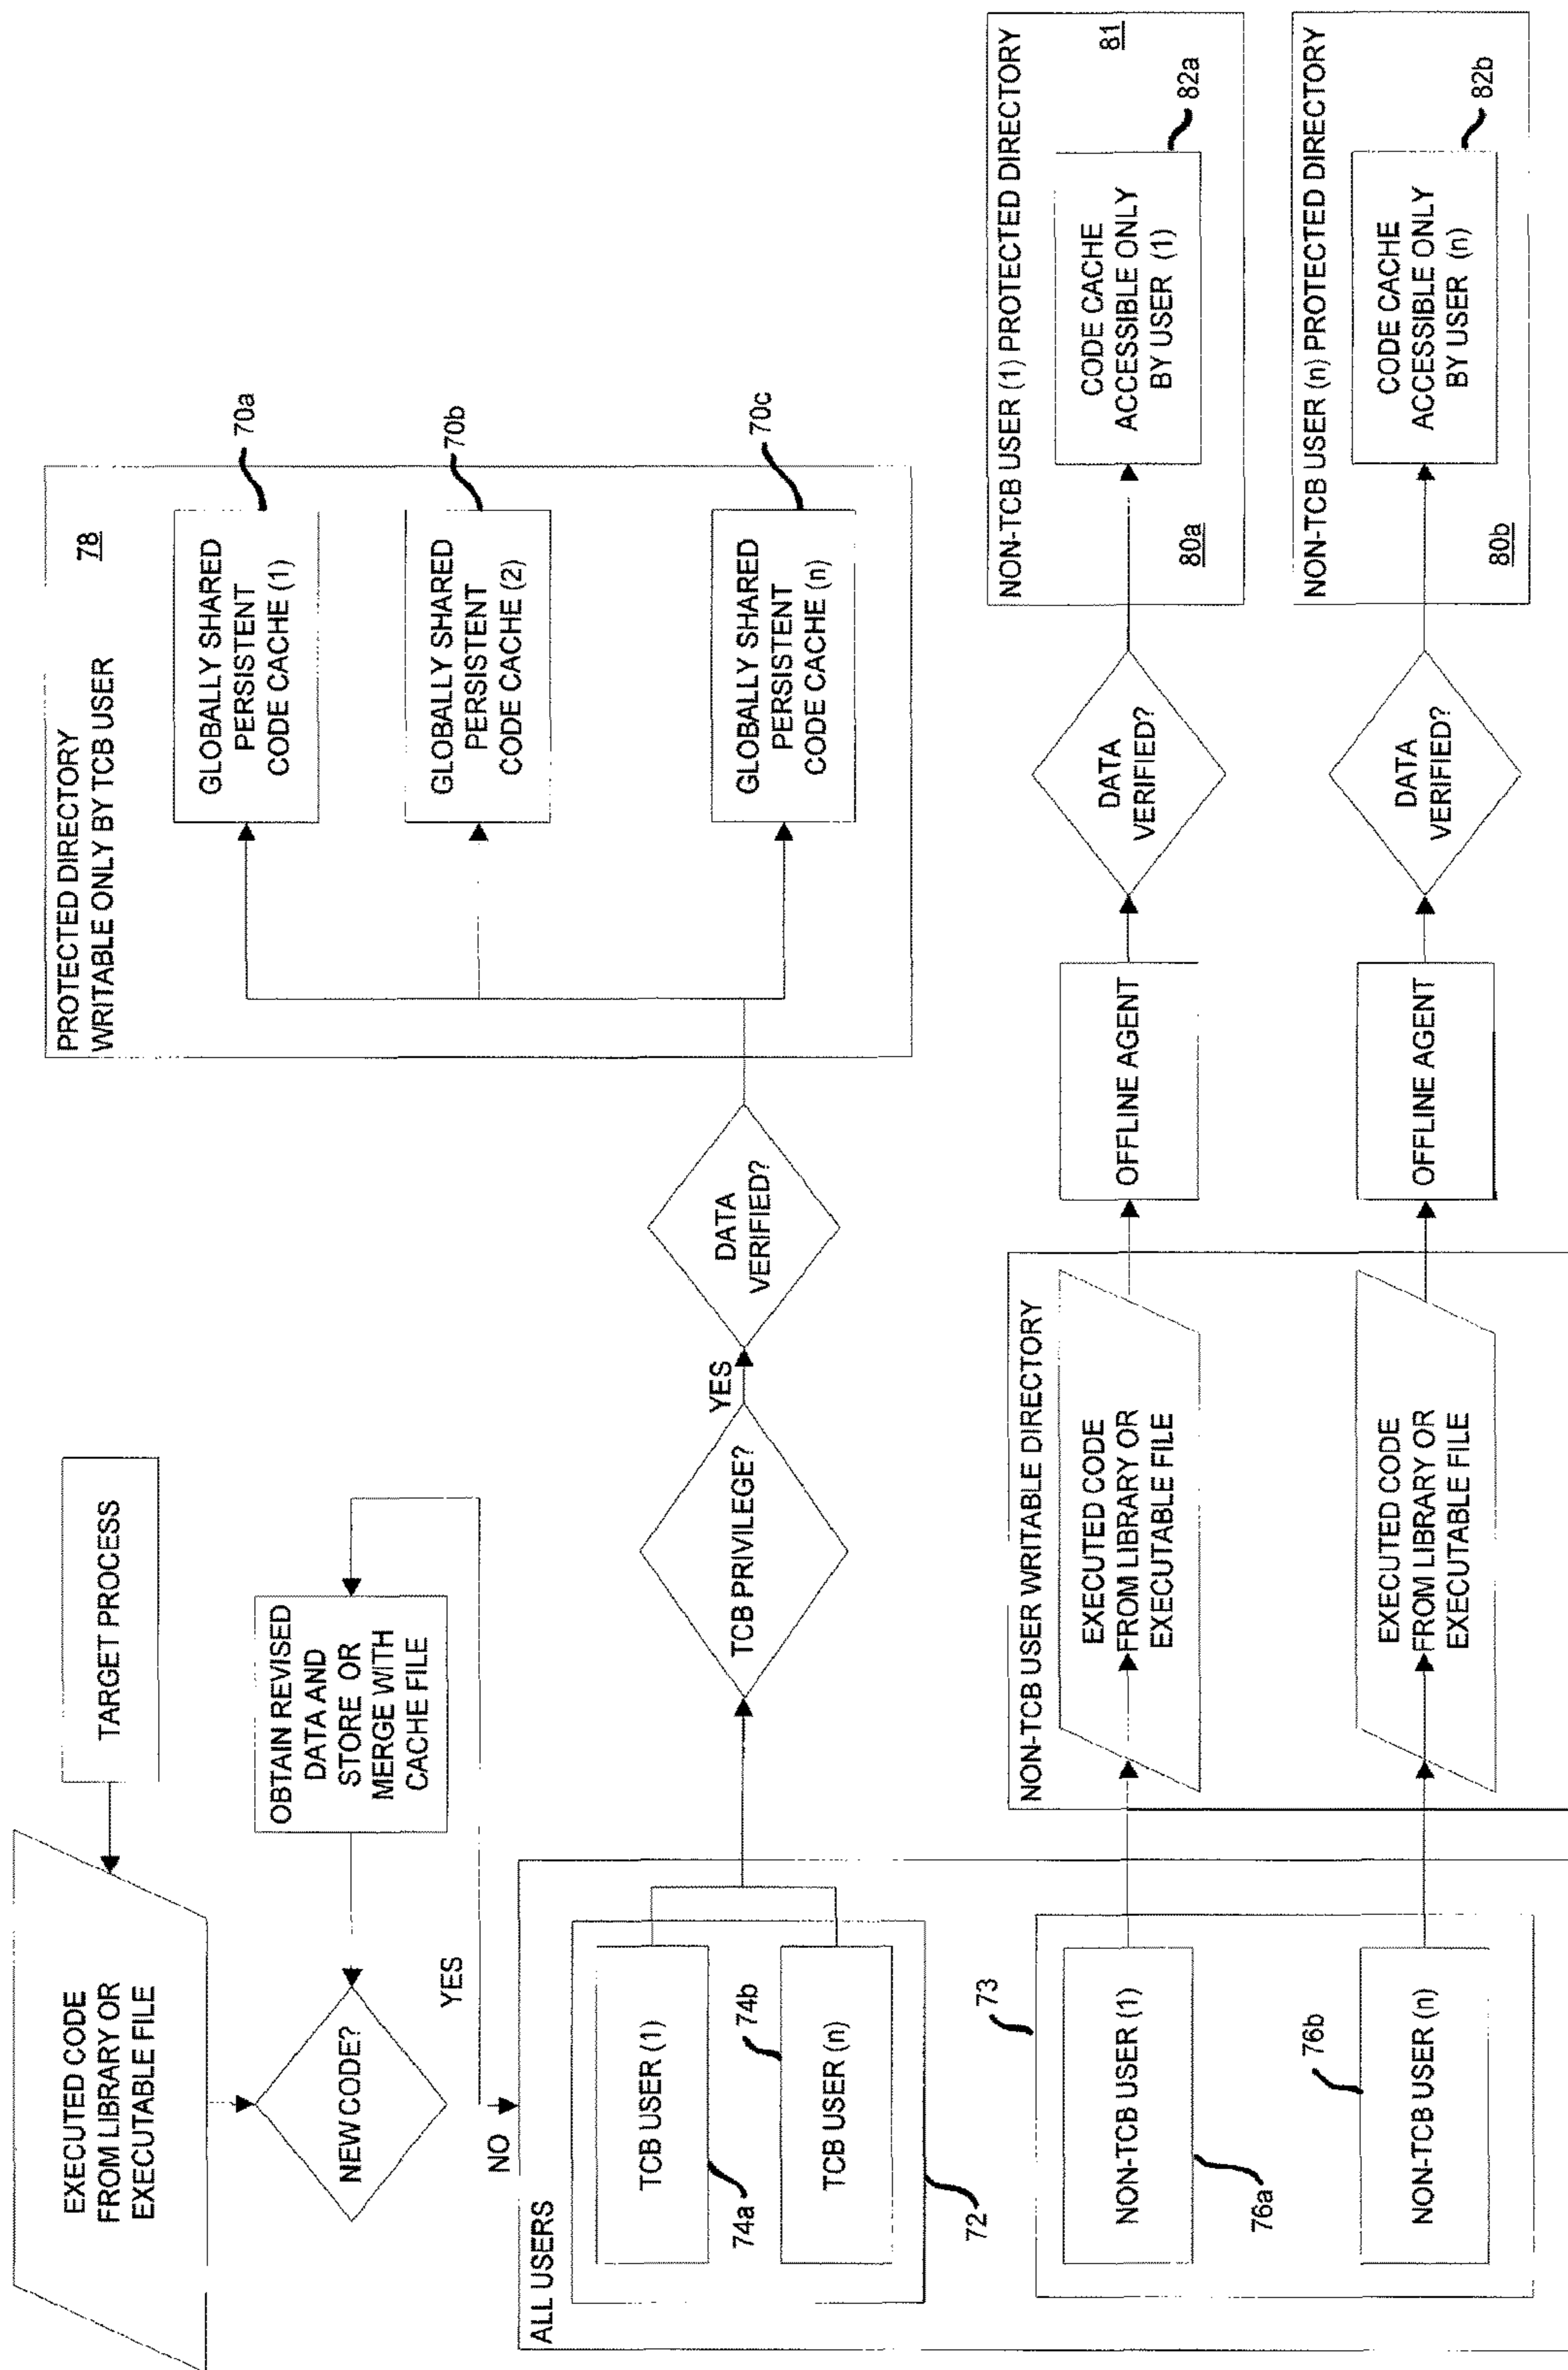 TARGET PROCESS
EXECUTED CODE
FROM LIBRARY OR
EXECUTABLE FILE
NEW CODE?
OBTAIN REVISED
DATA AND
STORE OR
MERGE WITH
CACHE FILE
YES
NO
ALL USERS
TCB USER (1)
74a
TCB USER (n)
74b
72
73
NON-TCB USER (1)
76a
NON-TCB USER (n)
76b
TCB PRIVILEGE?
YES
DATA
VERIFIED?
PROTECTED DIRECTORY
WRITABLE ONLY BY TCB USER
78
GLOBALLY SHARED
PERSISTENT
CODE CACHE (1)
70a
GLOBALLY SHARED
PERSISTENT
CODE CACHE (2)
70b
GLOBALLY SHARED
PERSISTENT
CODE CACHE (n)
70c
NON-TCB USER WRITABLE DIRECTORY
EXECUTED CODE
FROM LIBRARY OR
EXECUTABLE FILE
OFFLINE AGENT
DATA
VERIFIED?
NON-TCB USER (1) PROTECTED DIRECTORY
81
CODE CACHE
ACCESSIBLE ONLY
BY USER (1)
82a
80a
EXECUTED CODE
FROM LIBRARY OR
EXECUTABLE FILE
OFFLINE AGENT
DATA
VERIFIED?
NON-TCB USER (n) PROTECTED DIRECTORY
CODE CACHE
ACCESSIBLE ONLY
BY USER (n)
82b
80b